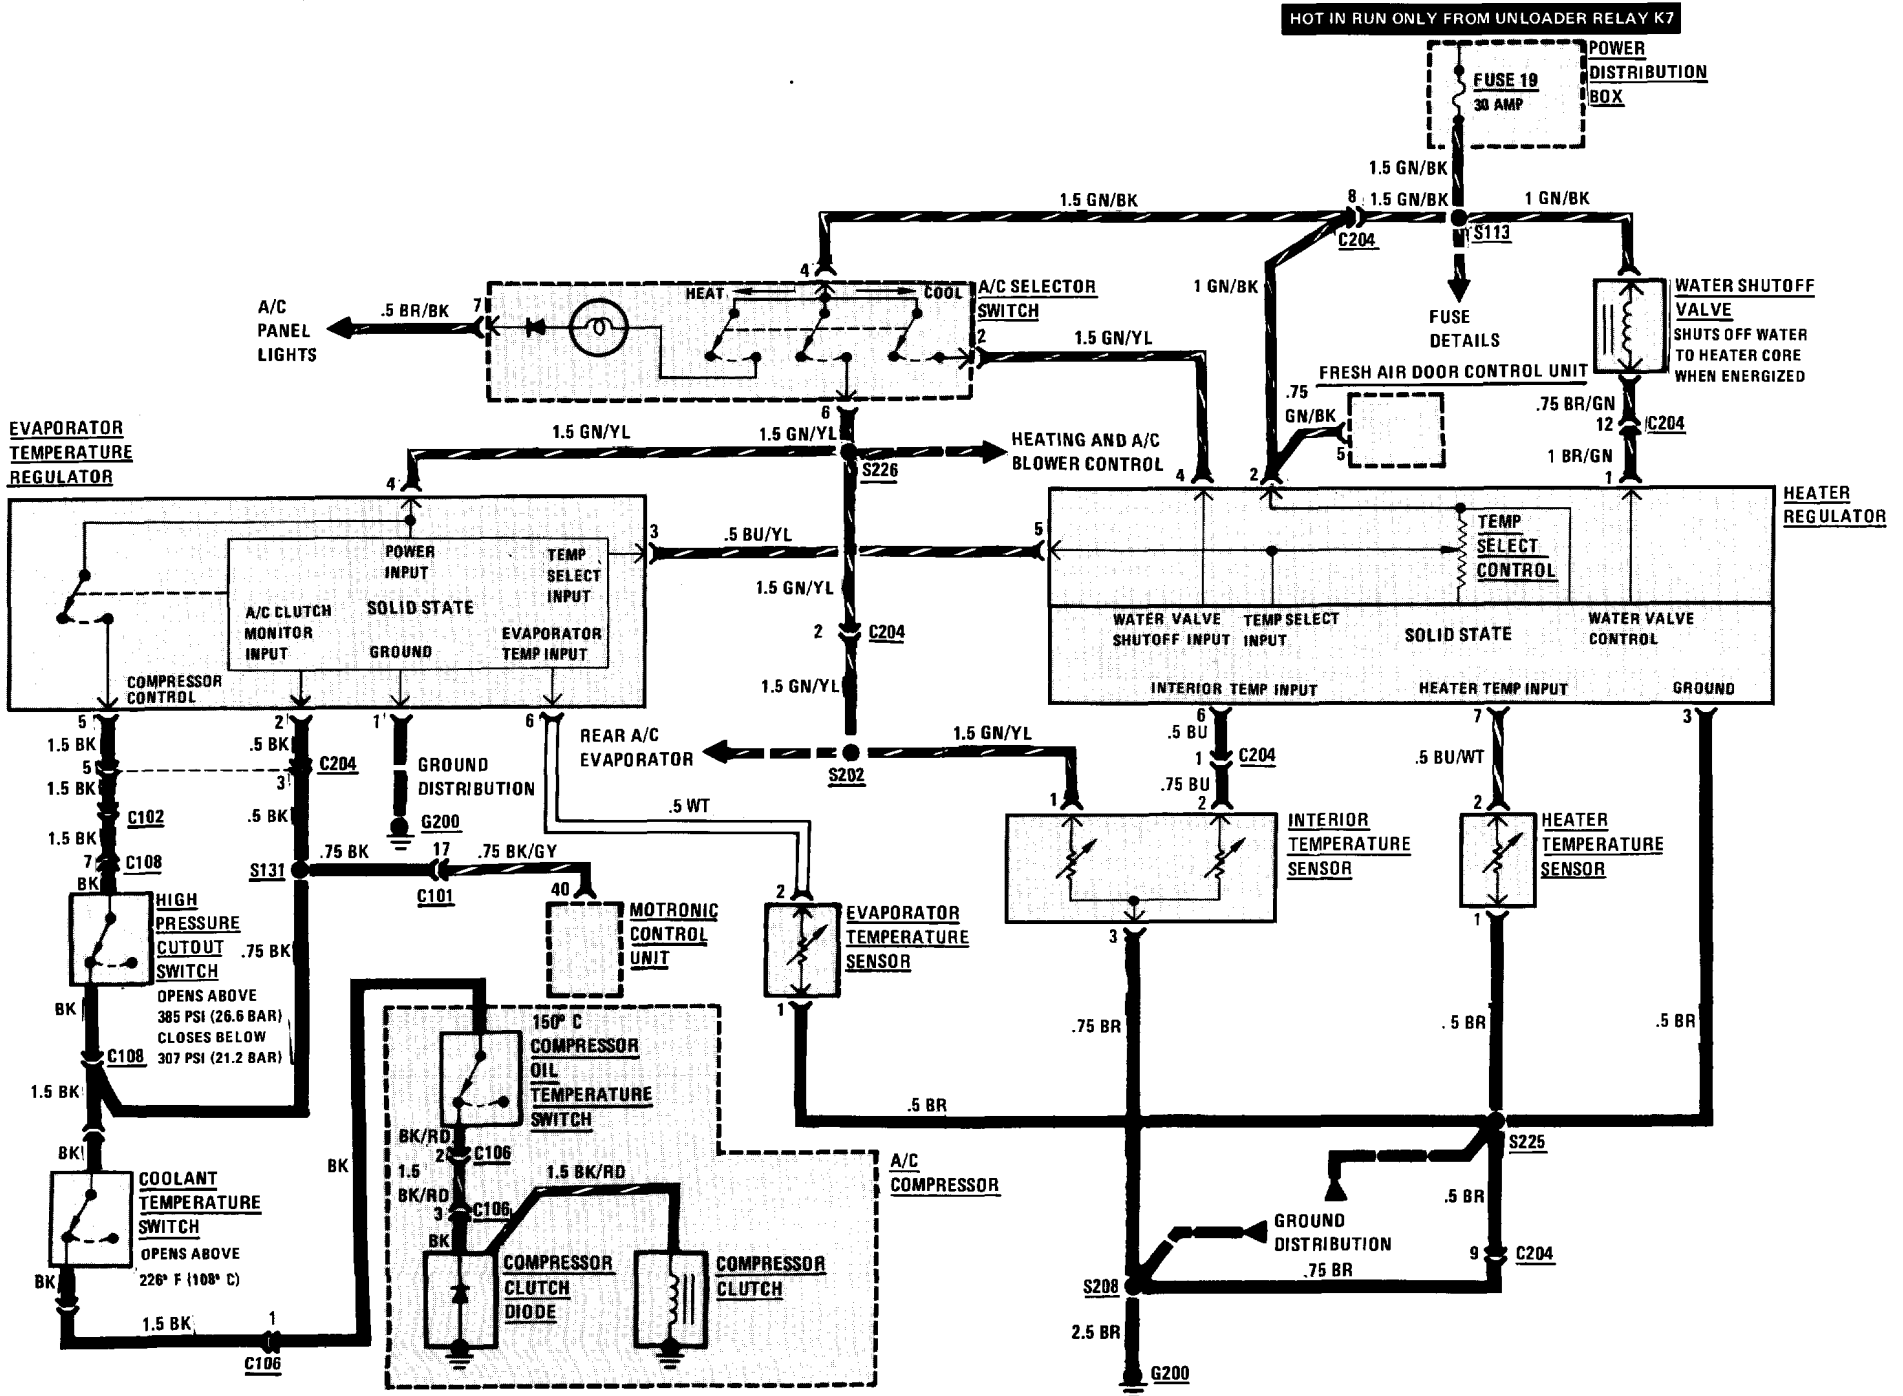 HOT IN RUN ONLY FROM UNLOADER RELAY K7
POWER
DISTRIBUTION
BOX
FUSE 19
30 AMP
1.5 GN/BK
1.5 GN/BK
8
1.5 GN/BK
1 GN/BK
C204
S113
4
A/C SELECTOR
SWITCH
HEAT
COOL
7
A/C
PANEL
LIGHTS
.5 BR/BK
2
1.5 GN/YL
1 GN/BK
FUSE
DETAILS
WATER SHUTOFF
VALVE
SHUTS OFF WATER
TO HEATER CORE
WHEN ENERGIZED
FRESH AIR DOOR CONTROL UNIT
.75
GN/BK
5
.75 BR/GN
12
C204
1 BR/GN
6
1.5 GN/YL
1.5 GN/YL
S226
HEATING AND A/C
BLOWER CONTROL
EVAPORATOR
TEMPERATURE
REGULATOR
4
4
2
1
HEATER
REGULATOR
3
.5 BU/YL
5
POWER
INPUT
TEMP
SELECT
INPUT
A/C CLUTCH
MONITOR
INPUT
SOLID STATE
GROUND
EVAPORATOR
TEMP INPUT
COMPRESSOR
CONTROL
1.5 GN/YL
2
C204
1.5 GN/YL
TEMP
SELECT
CONTROL
WATER VALVE
SHUTOFF INPUT
TEMP SELECT
INPUT
SOLID STATE
WATER VALVE
CONTROL
INTERIOR TEMP INPUT
HEATER TEMP INPUT
GROUND
5
2
1
6
1.5 BK
.5 BK
5
C204
3
1.5 BK
C102
.5 BK
1.5 BK
7
C108
BK
GROUND
DISTRIBUTION
G200
REAR A/C
EVAPORATOR
S202
1.5 GN/YL
.5 WT
6
.5 BU
1
C204
.75 BU
2
1
7
.5 BU/WT
2
3
INTERIOR
TEMPERATURE
SENSOR
HEATER
TEMPERATURE
SENSOR
S131
.75 BK
17
C101
.75 BK/GY
40
MOTRONIC
CONTROL
UNIT
2
EVAPORATOR
TEMPERATURE
SENSOR
1
3
1
HIGH
PRESSURE
CUTOUT
SWITCH
OPENS ABOVE
385 PSI (26.6 BAR)
CLOSES BELOW
307 PSI (21.2 BAR)
.75 BK
BK
C108
1.5 BK
BK
COOLANT
TEMPERATURE
SWITCH
OPENS ABOVE
226° F (108° C)
BK
1.5 BK
1
C106
BK
150° C
COMPRESSOR
OIL
TEMPERATURE
SWITCH
BK/RD
2
C106
1.5
BK/RD
3
C106
BK
1.5 BK/RD
COMPRESSOR
CLUTCH
DIODE
COMPRESSOR
CLUTCH
A/C
COMPRESSOR
.75 BR
.5 BR
.5 BR
.5 BR
S225
.5 BR
GROUND
DISTRIBUTION
9
C204
.75 BR
S208
2.5 BR
G200